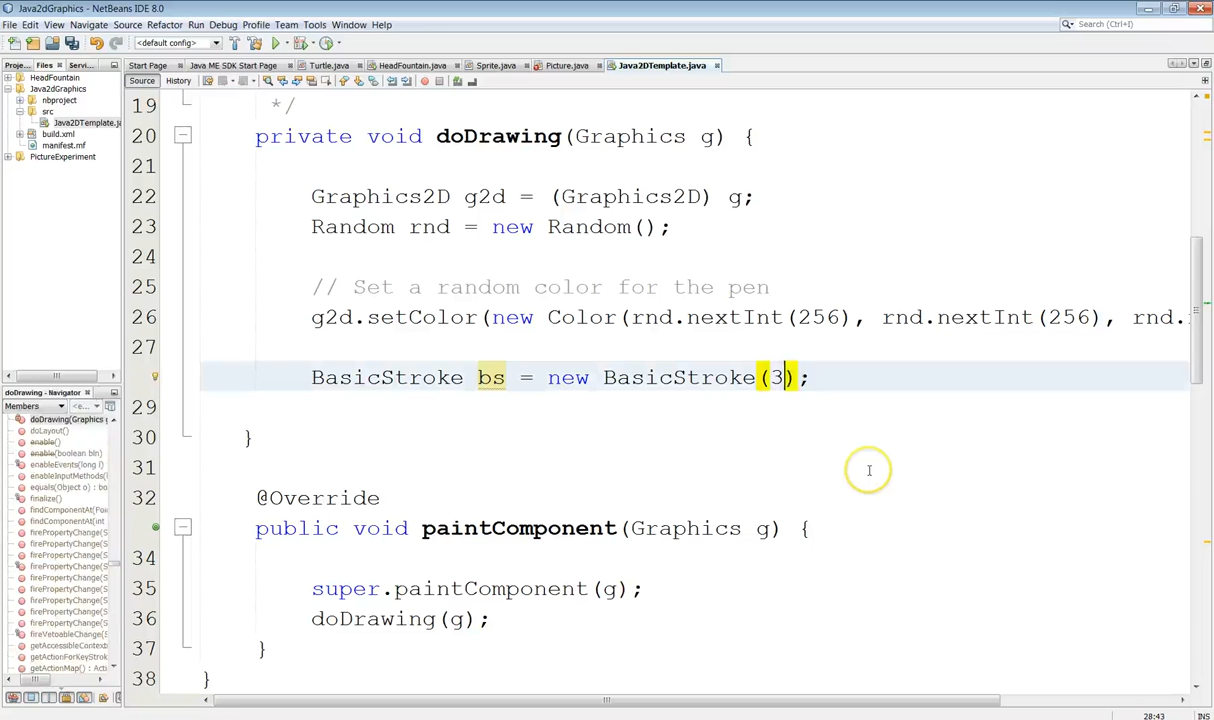 Java2dGraphics - NetBeans IDE 8.0
File Edit View Navigate Source Refactor Run Debug Profile Team Tools Window Help
Search (Ctrl+I)
<default config>
Proje... Files Servi...
Start Page Java ME SDK Start Page Turtle.java HeadFountain.java Sprite.java Picture.java Java2DTemplate.java
Source History
HeadFountain
Java2dGraphics
nbproject
src
Java2DTemplate.ja
build.xml
manifest.mf
PictureExperiment
19 */
20 private void doDrawing(Graphics g) {
21
22 Graphics2D g2d = (Graphics2D) g;
23 Random rnd = new Random();
24
25 // Set a random color for the pen
26 g2d.setColor(new Color(rnd.nextInt(256), rnd.nextInt(256), rnd.
27
BasicStroke bs = new BasicStroke(3);
29
30 }
31
32 @Override
public void paintComponent(Graphics g) {
34
35 super.paintComponent(g);
36 doDrawing(g);
37 }
38 }
doDrawing - Navigator
Members <e...
doDrawing(Graphics g
doLayout()
enable()
enable(boolean bln)
enableEvents(long l)
enableInputMethods(l
equals(Object o) : boo
finalize()
findComponentAt(Poi
findComponentAt(int
firePropertyChange(S
firePropertyChange(S
firePropertyChange(S
firePropertyChange(S
firePropertyChange(S
firePropertyChange(S
firePropertyChange(S
firePropertyChange(S
firePropertyChange(S
fireVetoableChange(S
getAccessibleContext
getActionForKeyStrok
getActionMap() : Acti
28:43 INS